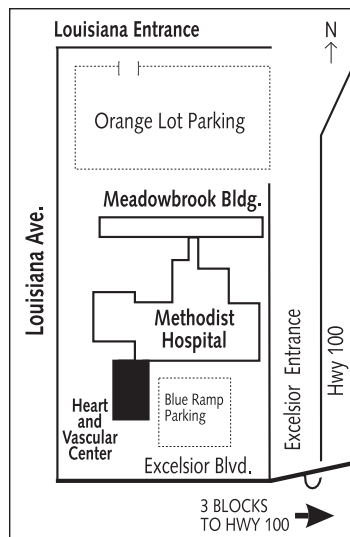 Louisiana Entrance
N
Orange Lot Parking
Meadowbrook Bldg.
Louisiana Ave.
Methodist
Hospital
Excelsior Entrance
Hwy 100
Heart
and
Vascular
Center
Blue Ramp
Parking
Excelsior Blvd.
3 BLOCKS
TO HWY 100